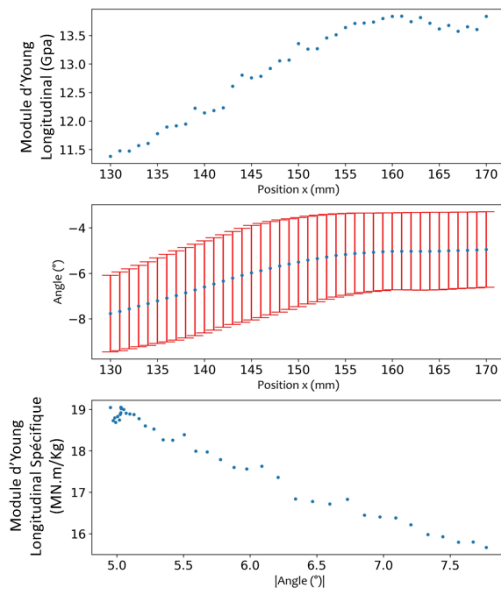 Module d'Young
Longitudinal (Gpa)
13.5
13.0
12.5
12.0
11.5
130 135 140 145 150 155 160 165 170
Position x (mm)
Angle (°)
−4
−6
−8
130 135 140 145 150 155 160 165 170
Position x (mm)
Module d'Young
Longitudinal Spécifique
(MN.m/Kg)
19
18
17
16
5.0 5.5 6.0 6.5 7.0 7.5
|Angle (°)|